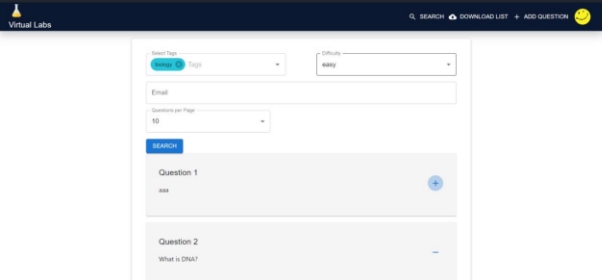 Virtual Labs
SEARCH DOWNLOAD LIST + ADD QUESTION
Select Tags
biology Tags
Difficulty
easy
Email
Questions per Page
10
SEARCH
Question 1
aaa
Question 2
What is DNA?